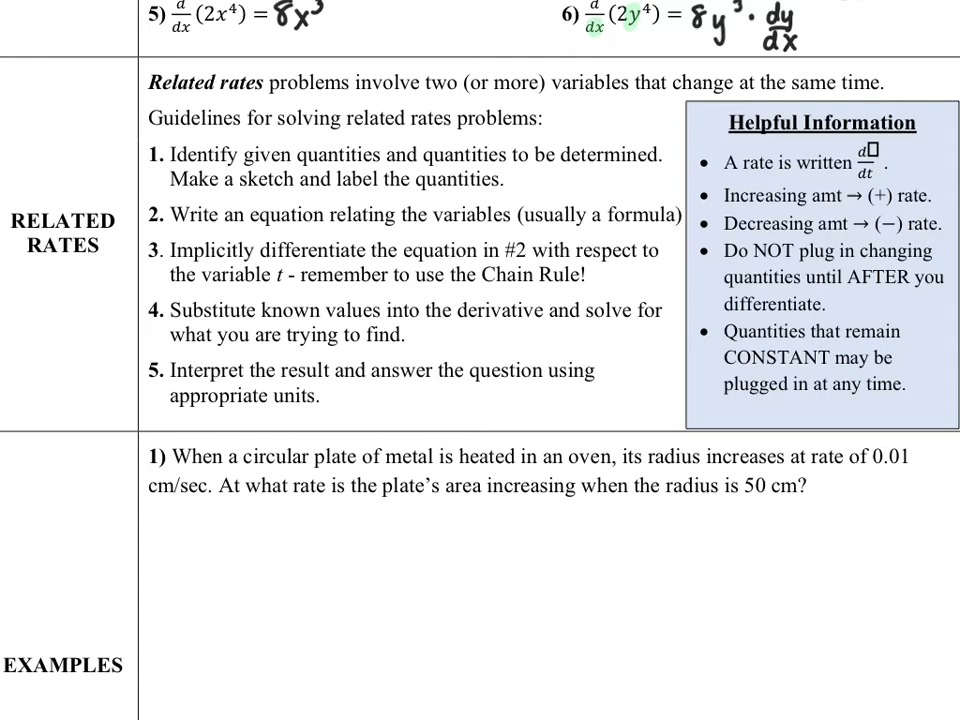 5) d/dx (2x⁴) = 8x³
6) d/dx (2y⁴) = 8y³ · dy/dx
RELATED RATES
Related rates problems involve two (or more) variables that change at the same time.
Guidelines for solving related rates problems:
1. Identify given quantities and quantities to be determined.
Make a sketch and label the quantities.
2. Write an equation relating the variables (usually a formula)
3. Implicitly differentiate the equation in #2 with respect to
the variable t - remember to use the Chain Rule!
4. Substitute known values into the derivative and solve for
what you are trying to find.
5. Interpret the result and answer the question using
appropriate units.
Helpful Information
• A rate is written d□/dt .
• Increasing amt → (+) rate.
• Decreasing amt → (−) rate.
• Do NOT plug in changing
quantities until AFTER you
differentiate.
• Quantities that remain
CONSTANT may be
plugged in at any time.
EXAMPLES
1) When a circular plate of metal is heated in an oven, its radius increases at rate of 0.01
cm/sec. At what rate is the plate’s area increasing when the radius is 50 cm?